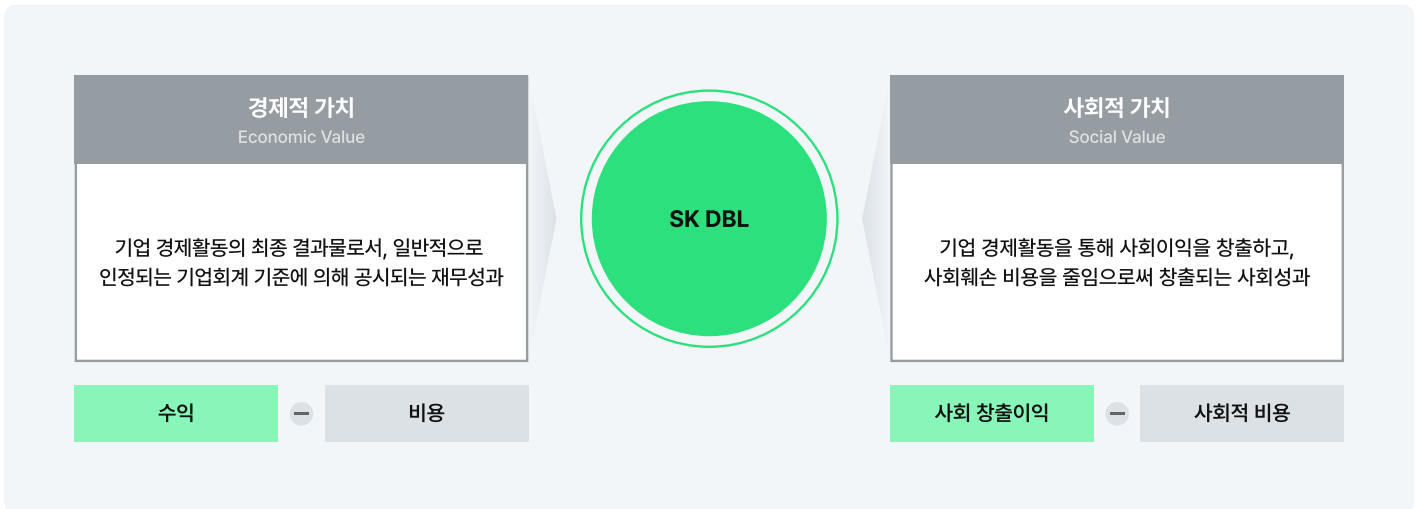 경제적 가치
Economic Value
기업 경제활동의 최종 결과물로서, 일반적으로
인정되는 기업회계 기준에 의해 공시되는 재무성과
수익
비용
SK DBL
사회적 가치
Social Value
기업 경제활동을 통해 사회이익을 창출하고,
사회훼손 비용을 줄임으로써 창출되는 사회성과
사회 창출이익
사회적 비용